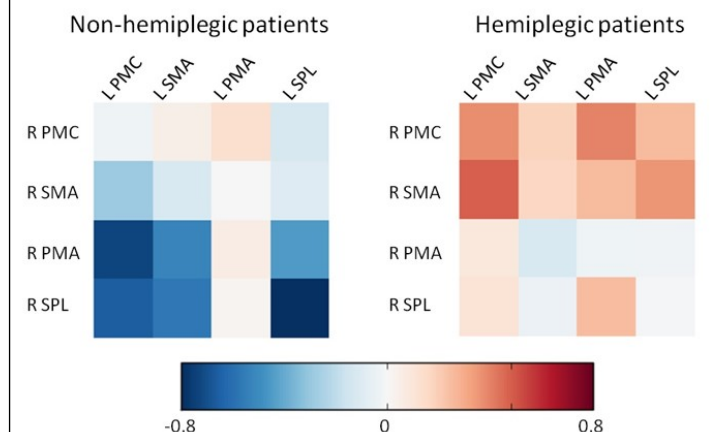 Non-hemiplegic patients
Hemiplegic patients
L PMC L SMA L PMA L SPL
L PMC L SMA L PMA L SPL
R PMC
R PMC
R SMA
R SMA
R PMA
R PMA
R SPL
R SPL
-0.8 0 0.8